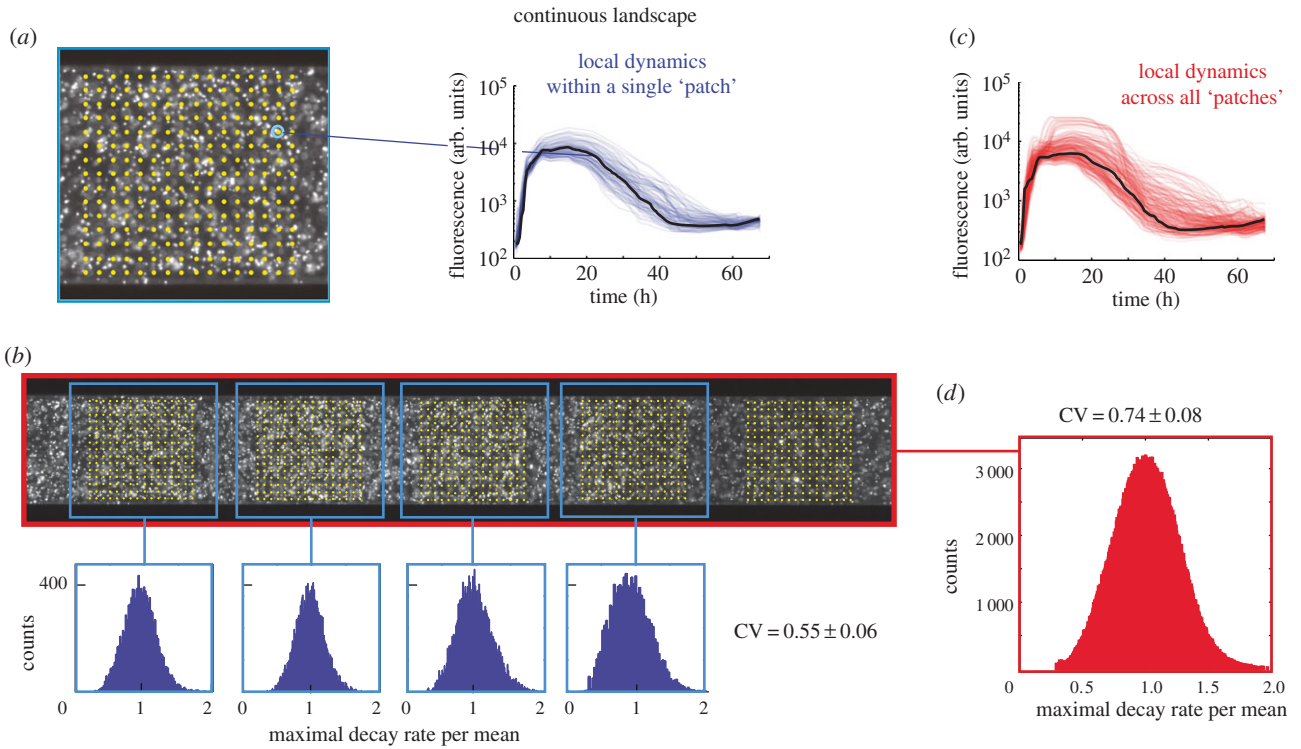 continuous landscape
(a)
local dynamics
within a single ‘patch’
fluorescence (arb. units)
10^5
10^4
10^3
10^2
0 20 40 60
time (h)
(c)
local dynamics
across all ‘patches’
fluorescence (arb. units)
10^5
10^4
10^3
10^2
0 20 40 60
time (h)
(b)
counts
400
0 1 2
0 1 2
0 1 2
0 1 2
maximal decay rate per mean
CV = 0.55 ± 0.06
(d)
CV = 0.74 ± 0.08
counts
3 000
2 000
1 000
0 0.5 1.0 1.5 2.0
maximal decay rate per mean